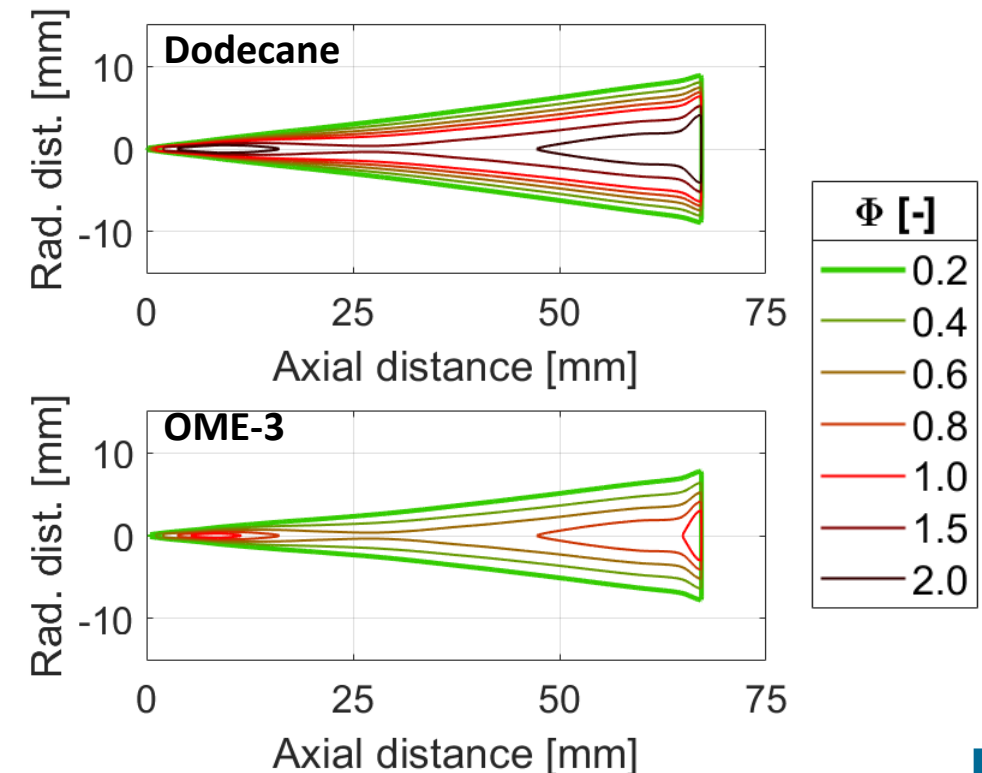 Dodecane
Rad. dist. [mm]
10
0
-10
0 25 50 75
Axial distance [mm]
OME-3
Rad. dist. [mm]
10
0
-10
0 25 50 75
Axial distance [mm]
Φ [-]
0.2
0.4
0.6
0.8
1.0
1.5
2.0